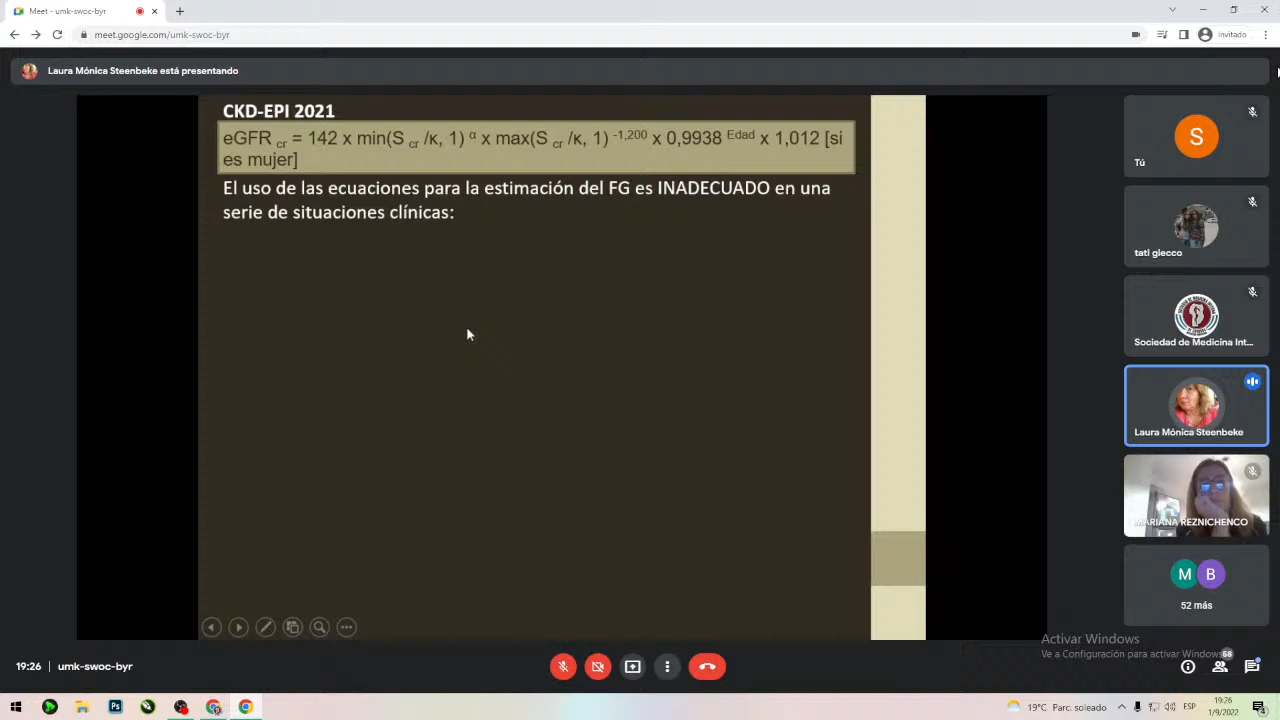 Meet - umk-swoc-byr
meet.google.com/umk-swoc-byr
Invitado
Laura Mónica Steenbeke está presentando
CKD-EPI 2021
eGFR cr = 142 x min(S cr /κ, 1) α x max(S cr /κ, 1) -1,200 x 0,9938 Edad x 1,012 [si
es mujer]
El uso de las ecuaciones para la estimación del FG es INADECUADO en una
serie de situaciones clínicas:
S
Tú
tati giecco
Sociedad de Medicina Int...
Laura Mónica Steenbeke
MARIANA REZNICHENCO
M B
52 más
Activar Windows
Ve a Configuración para activar Windows.
68
19:26 | umk-swoc-byr
Ps
19°C Parc. soleado
ESP
19:26
1/9/2022
4